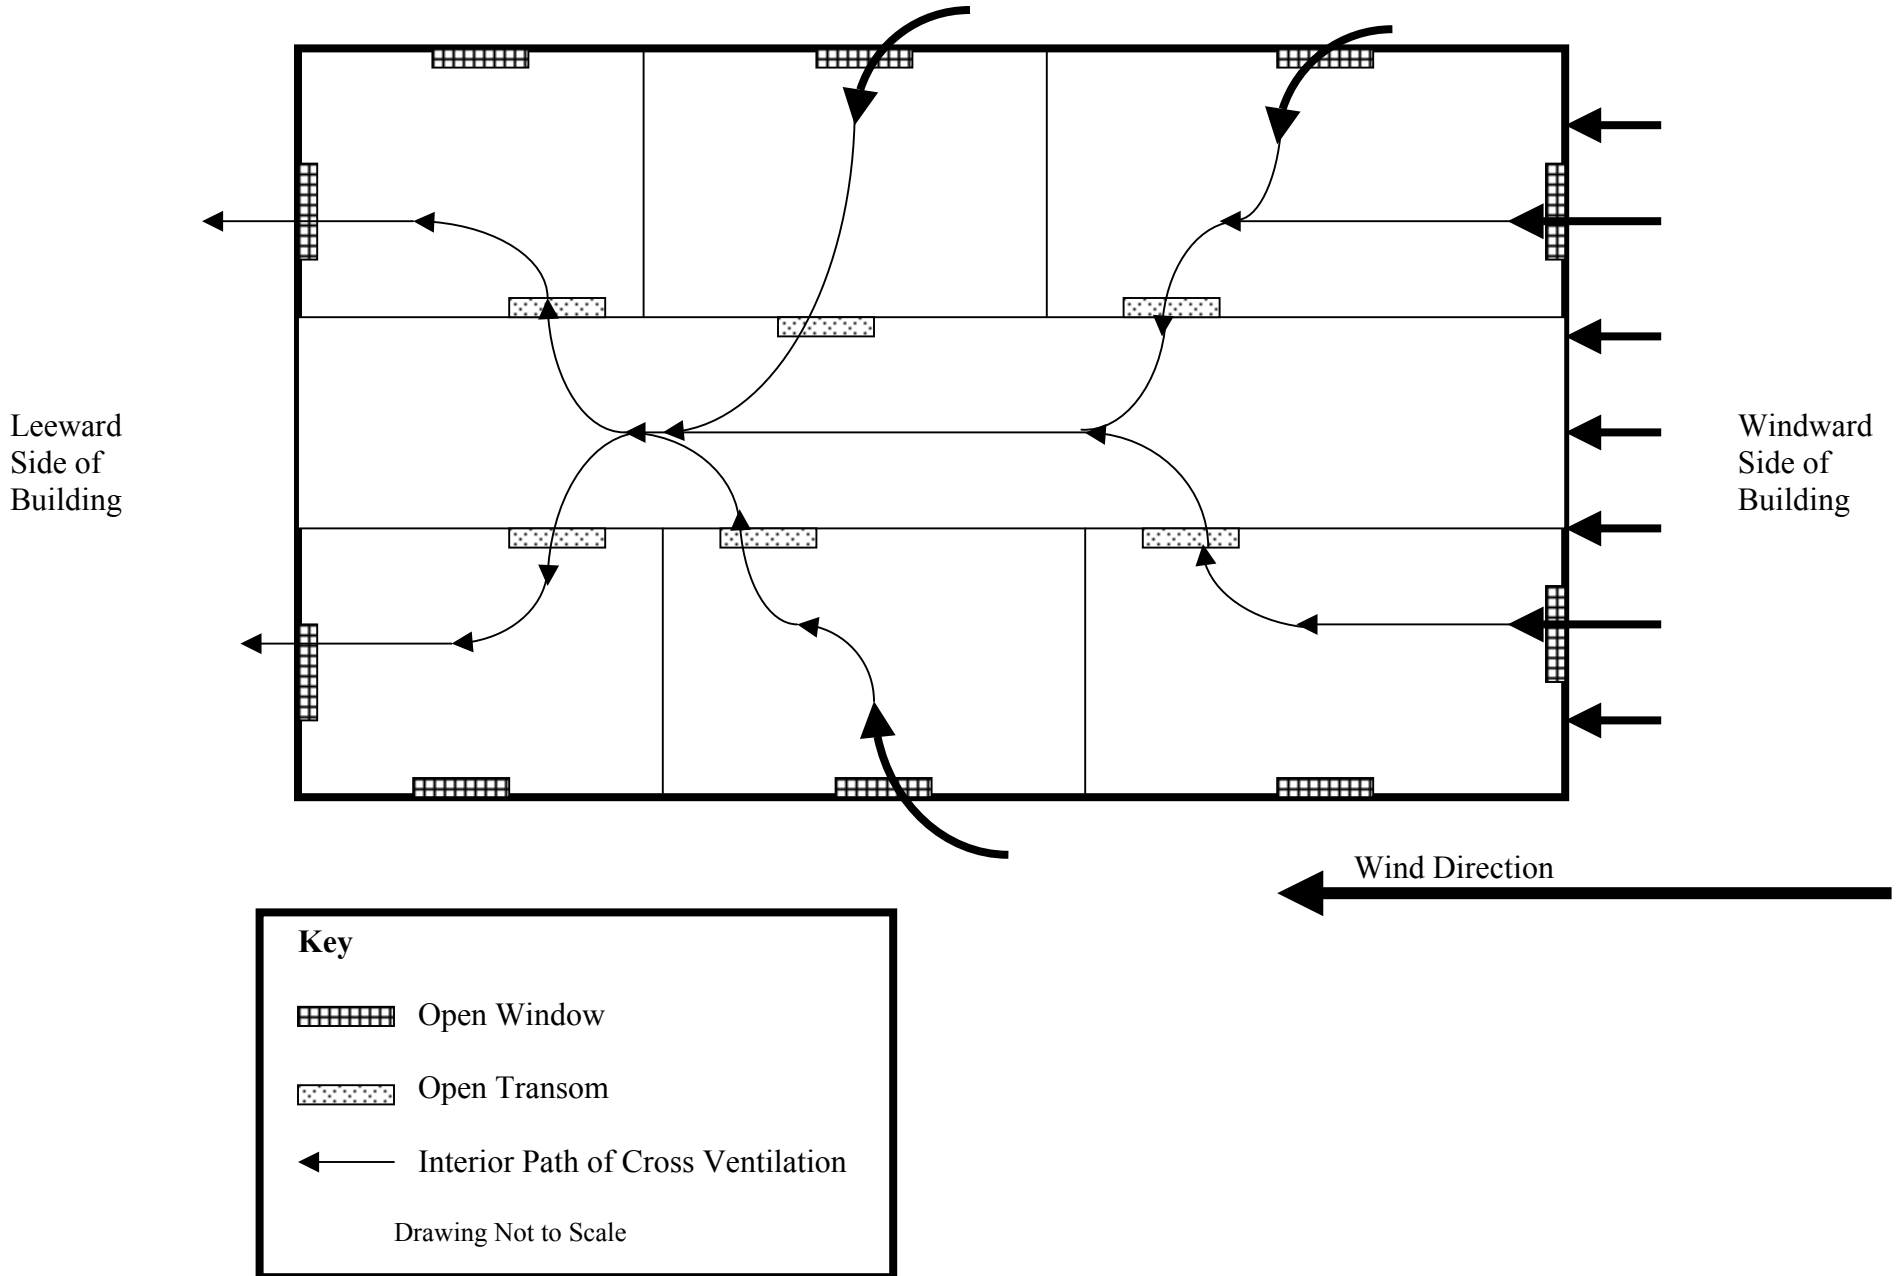 Leeward
Side of
Building
Windward
Side of
Building
Wind Direction
Key
Open Window
Open Transom
Interior Path of Cross Ventilation
Drawing Not to Scale